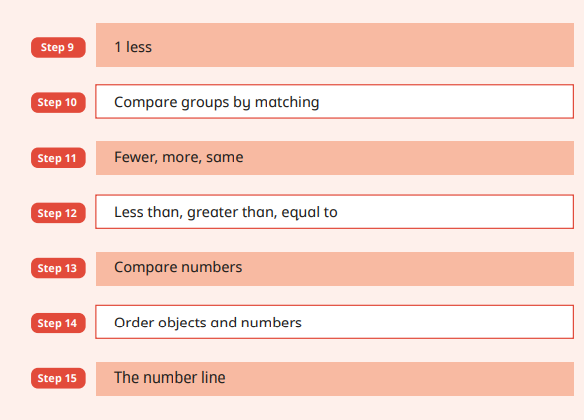 Step 9 1 less
Step 10 Compare groups by matching
Step 11 Fewer, more, same
Step 12 Less than, greater than, equal to
Step 13 Compare numbers
Step 14 Order objects and numbers
Step 15 The number line